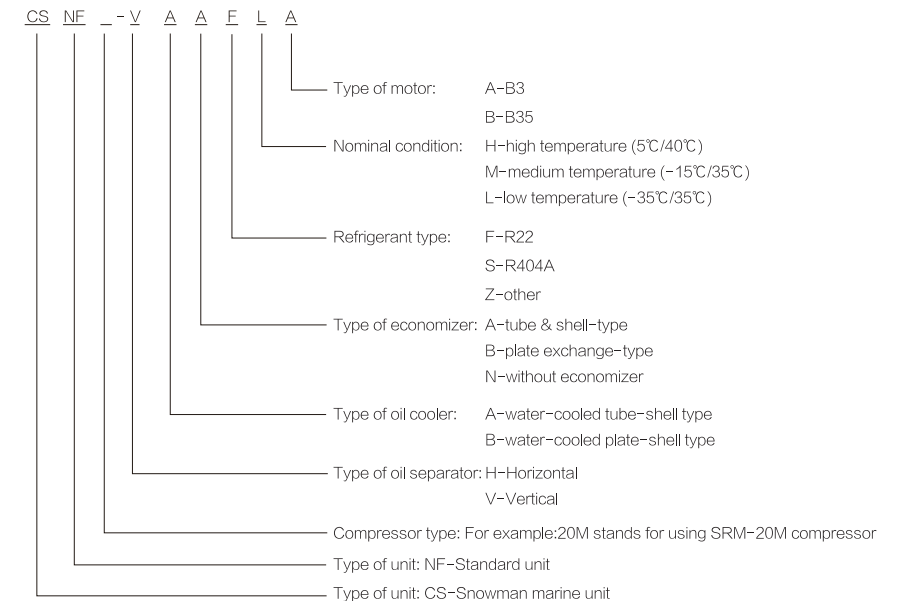 CS NF _ - V A A F L A
Type of motor: A-B3
B-B35
Nominal condition: H-high temperature (5℃/40℃)
M-medium temperature (-15℃/35℃)
L-low temperature (-35℃/35℃)
Refrigerant type: F-R22
S-R404A
Z-other
Type of economizer: A-tube & shell-type
B-plate exchange-type
N-without economizer
Type of oil cooler: A-water-cooled tube-shell type
B-water-cooled plate-shell type
Type of oil separator: H-Horizontal
V-Vertical
Compressor type: For example:20M stands for using SRM-20M compressor
Type of unit: NF-Standard unit
Type of unit: CS-Snowman marine unit